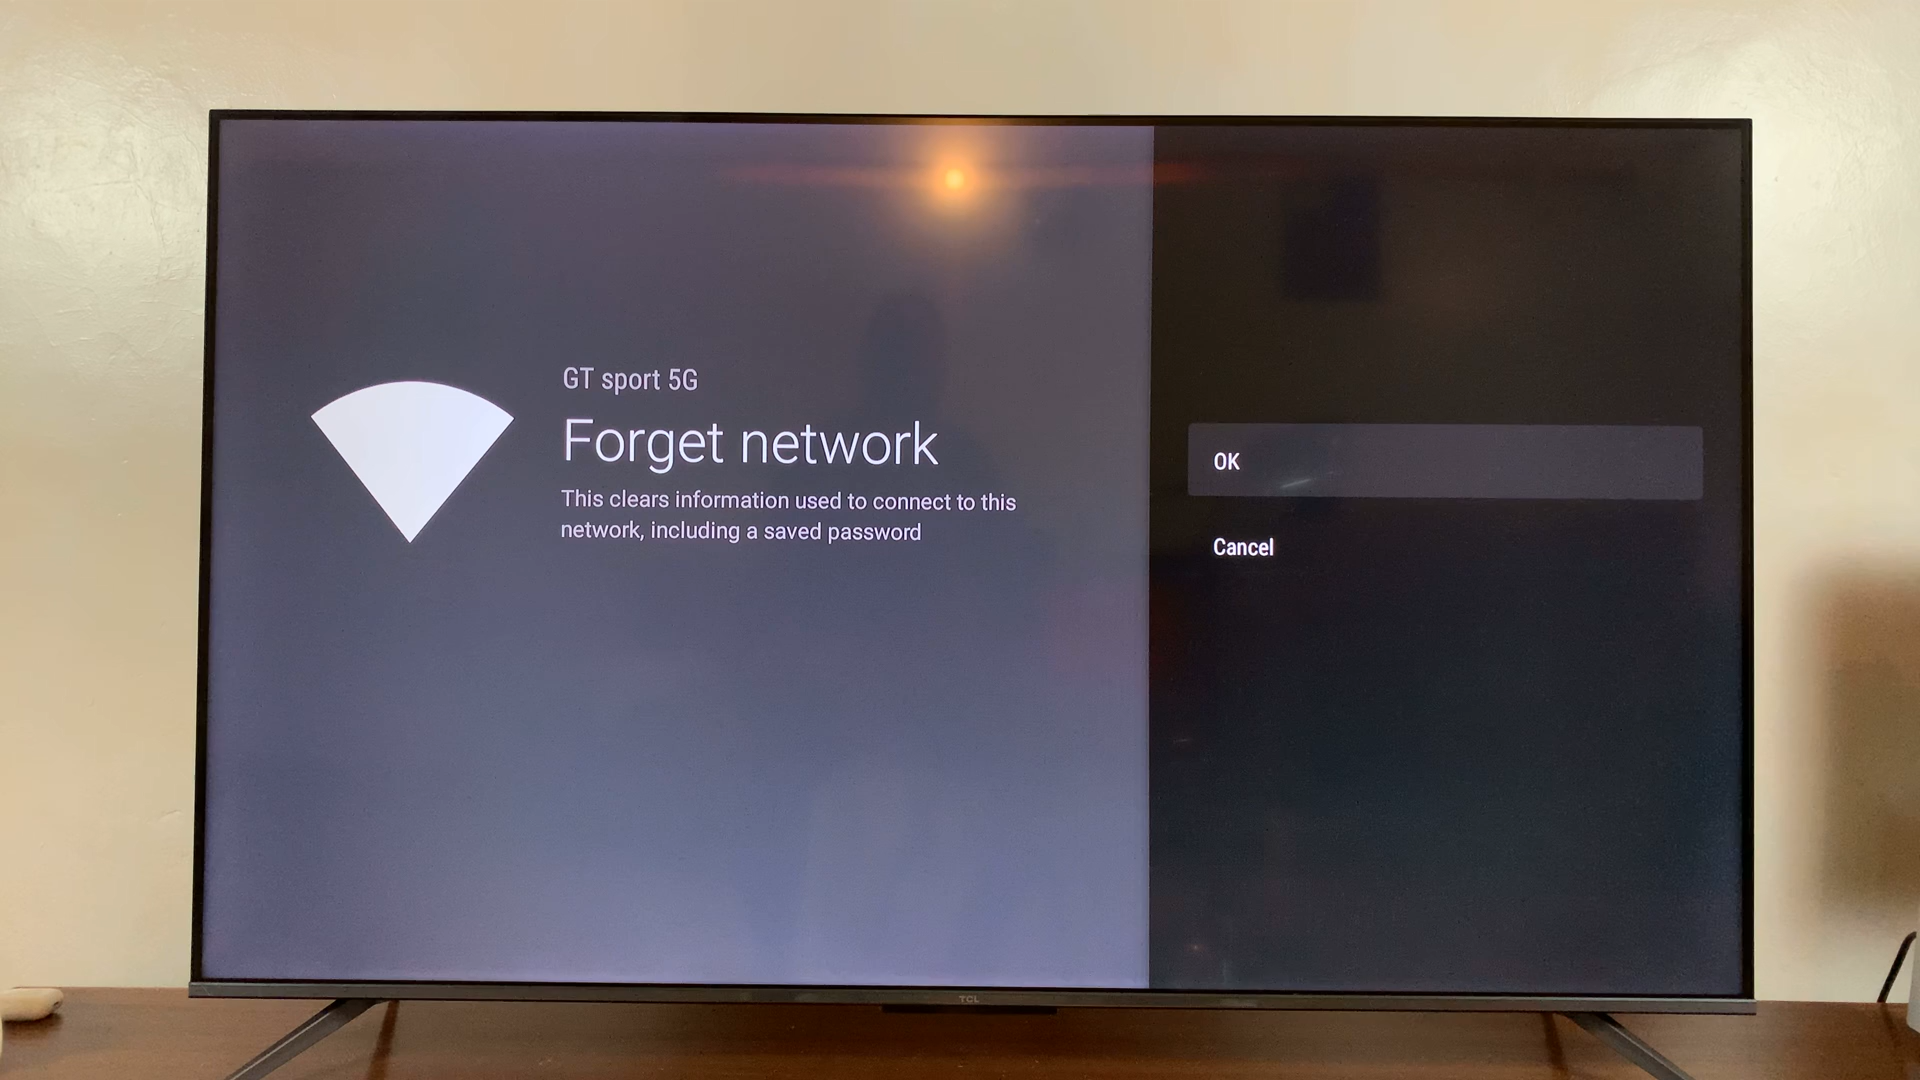 GT sport 5G
Forget network
This clears information used to connect to this
network, including a saved password
OK
Cancel
TCL